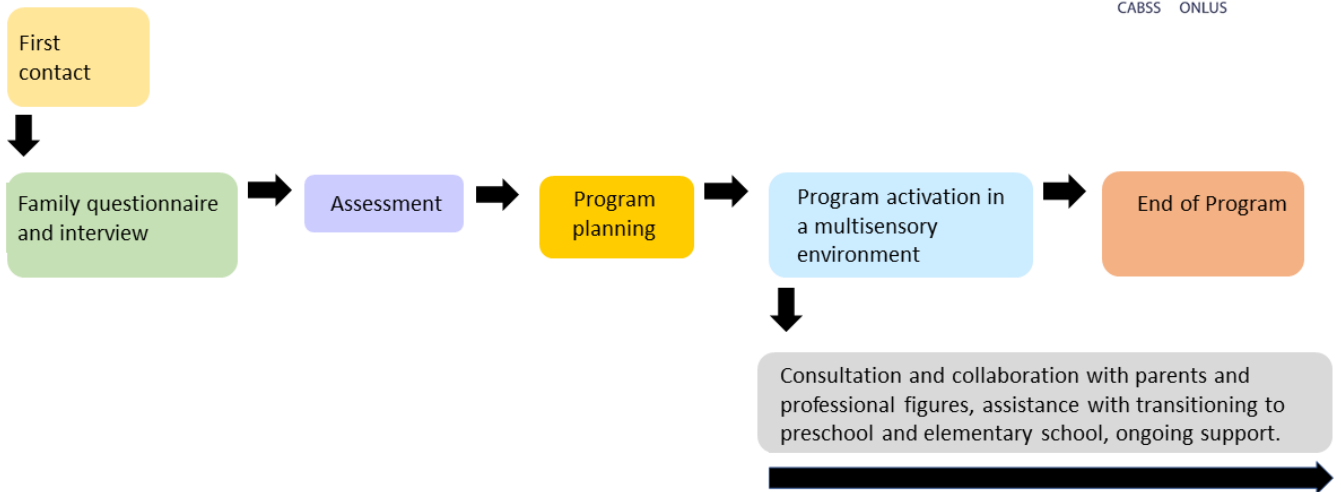 CABSS ONLUS
First
contact
Family questionnaire
and interview
Assessment
Program
planning
Program activation in
a multisensory
environment
End of Program
Consultation and collaboration with parents and
professional figures, assistance with transitioning to
preschool and elementary school, ongoing support.